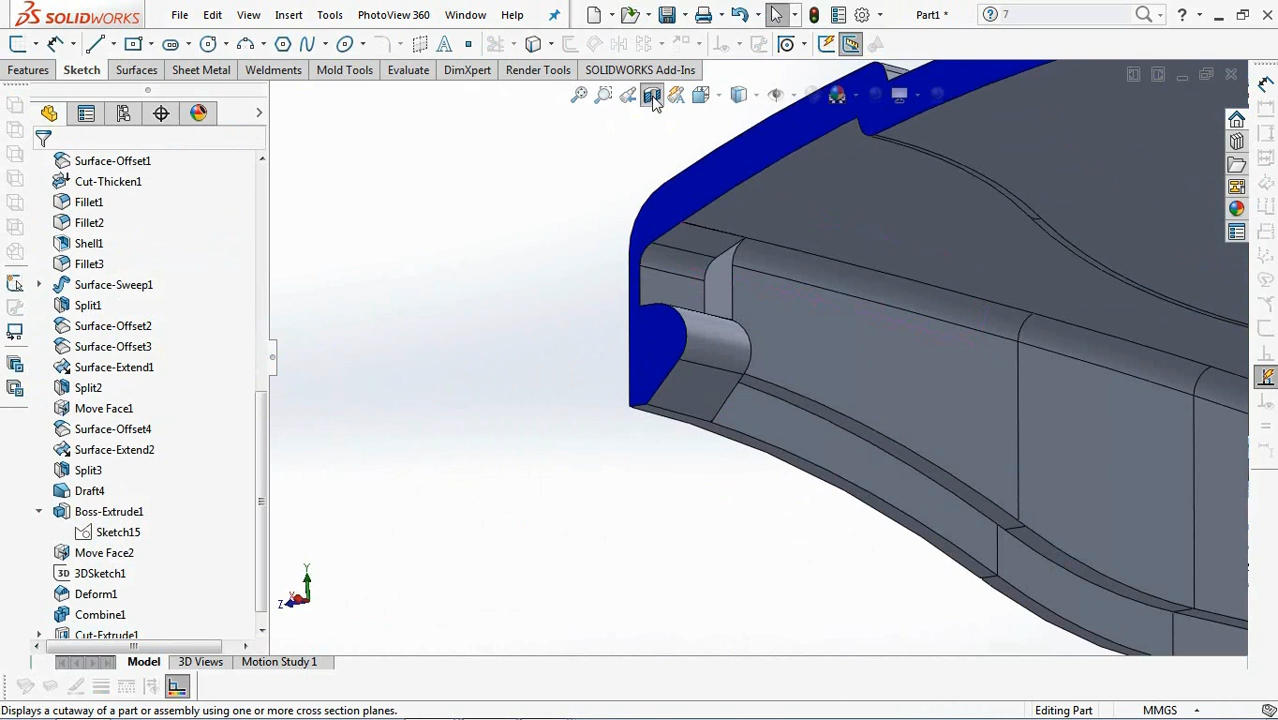 SOLIDWORKS File Edit View Insert Tools PhotoView 360 Window Help Part1 * 7
Features Sketch Surfaces Sheet Metal Weldments Mold Tools Evaluate DimXpert Render Tools SOLIDWORKS Add-Ins
Surface-Offset1
Cut-Thicken1
Fillet1
Fillet2
Shell1
Fillet3
Surface-Sweep1
Split1
Surface-Offset2
Surface-Offset3
Surface-Extend1
Split2
Move Face1
Surface-Offset4
Surface-Extend2
Split3
Draft4
Boss-Extrude1
Sketch15
Move Face2
3D 3DSketch1
Deform1
Combine1
Cut-Extrude1
Y
X
Z
Model 3D Views Motion Study 1
Displays a cutaway of a part or assembly using one or more cross section planes. Editing Part MMGS